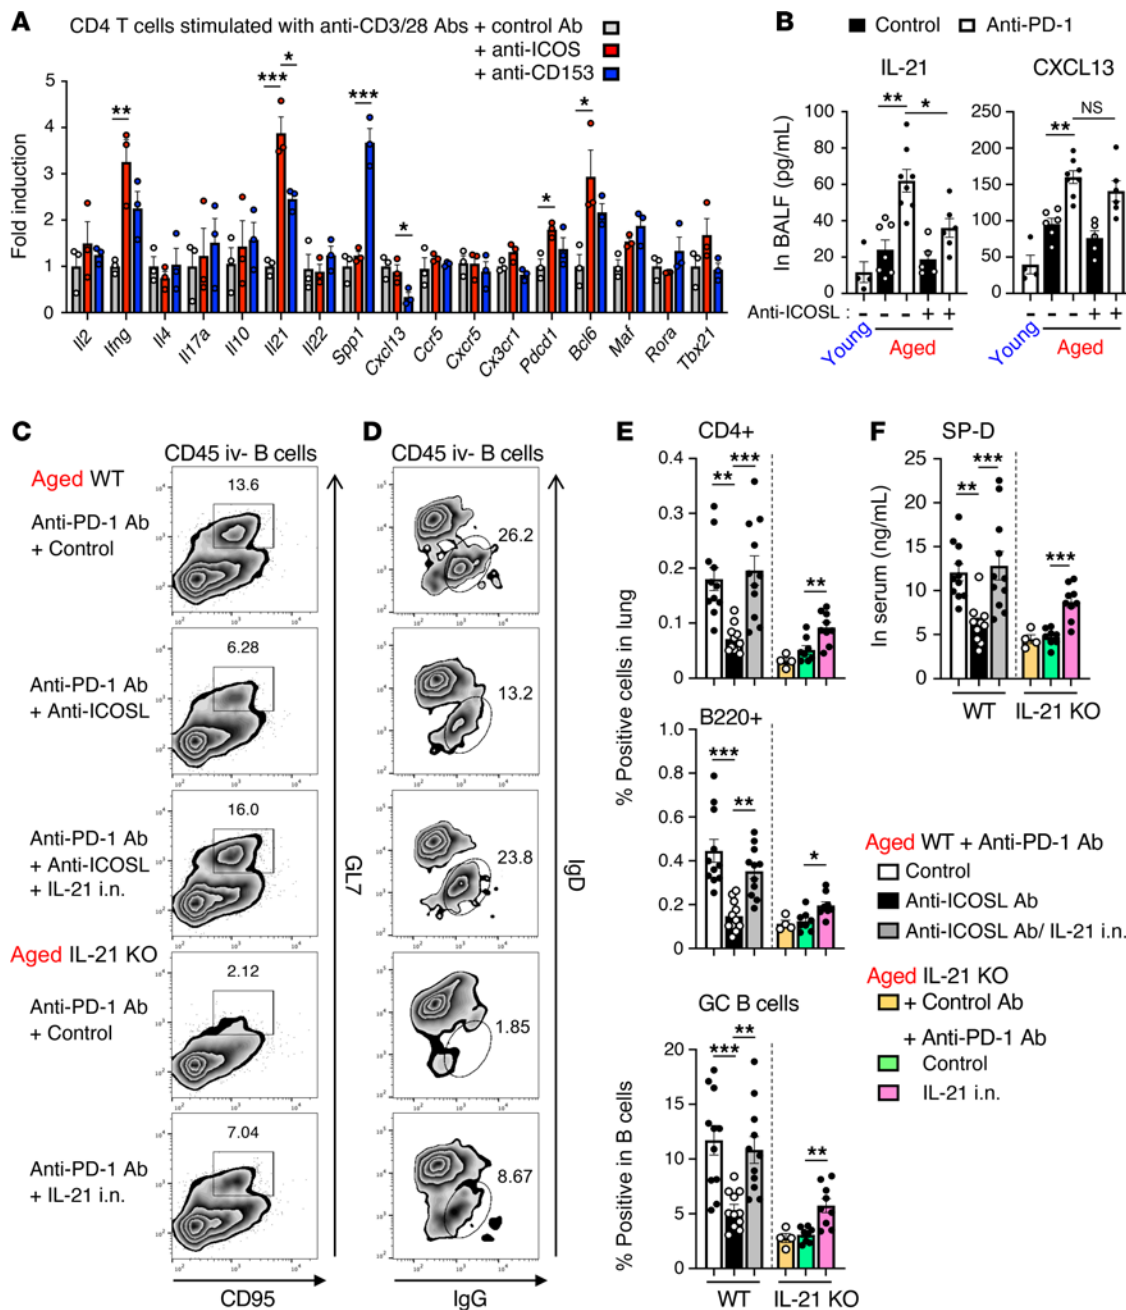 A
CD4 T cells stimulated with anti-CD3/28 Abs + control Ab
+ anti-ICOS
+ anti-CD153
Fold induction
5
4
3
2
1
0
** *** * *** * * *
Il2 Ifng Il4 Il17a Il10 Il21 Il22 Spp1 Cxcl13 Ccr5 Cxcr5 Cx3cr1 Pdcd1 Bcl6 Maf Rora Tbx21
B
Control Anti-PD-1
IL-21 CXCL13
In BALF (pg/mL)
100
80
60
40
20
0
** *
250
200
150
100
50
0
** NS
Anti-ICOSL : - - - + + - - - + +
Young Aged Young Aged
C
CD45 iv- B cells
Aged WT
Anti-PD-1 Ab
+ Control
13.6
Anti-PD-1 Ab
+ Anti-ICOSL
6.28
Anti-PD-1 Ab
+ Anti-ICOSL
+ IL-21 i.n.
16.0
Aged IL-21 KO
Anti-PD-1 Ab
+ Control
2.12
Anti-PD-1 Ab
+ IL-21 i.n.
7.04
GL7
CD95
D
CD45 iv- B cells
26.2
13.2
23.8
1.85
8.67
IgD
IgG
E
CD4+
0.4
0.3
0.2
0.1
0
** *** **
B220+
1.0
0.8
0.6
0.4
0.2
0
*** ** *
% Positive cells in lung
GC B cells
20
15
10
5
0
*** ** **
% Positive in B cells
WT IL-21 KO
F
SP-D
In serum (ng/mL)
25
20
15
10
5
0
** *** ***
WT IL-21 KO
Aged WT + Anti-PD-1 Ab
Control
Anti-ICOSL Ab
Anti-ICOSL Ab/ IL-21 i.n.
Aged IL-21 KO
+ Control Ab
+ Anti-PD-1 Ab
Control
IL-21 i.n.